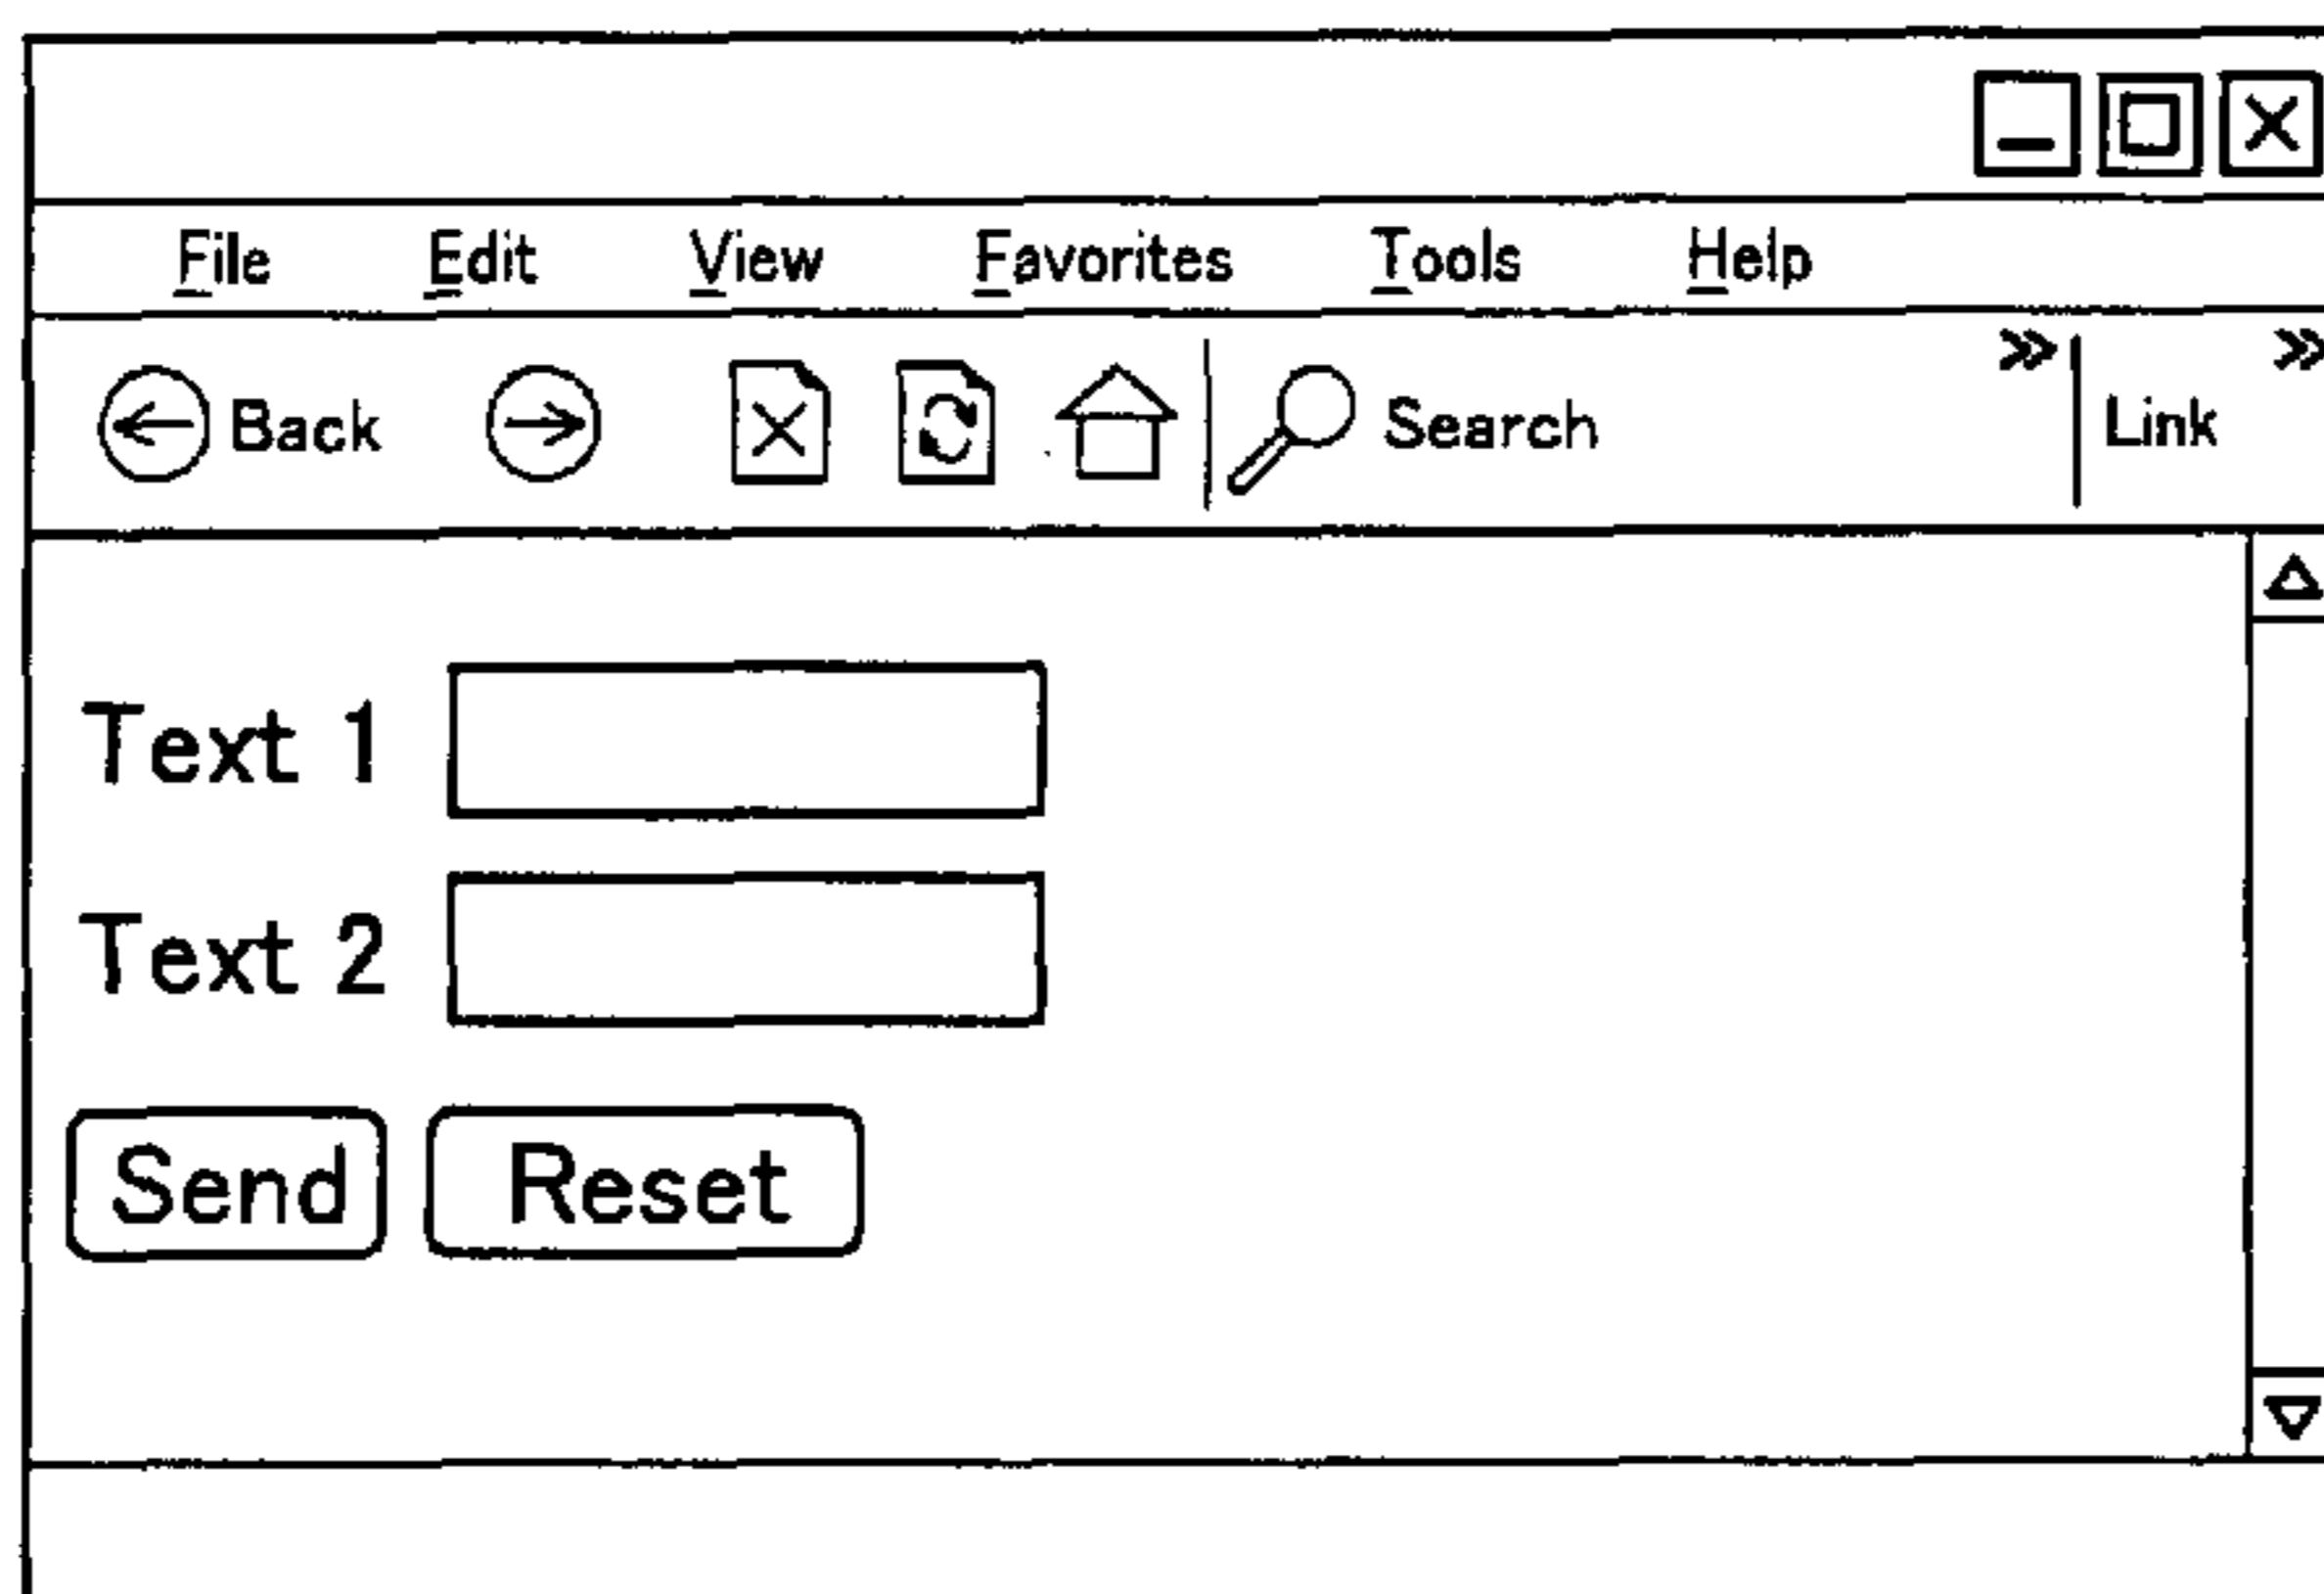 File Edit View Favorites Tools Help
Back Search » Link »
Text 1
Text 2
Send Reset